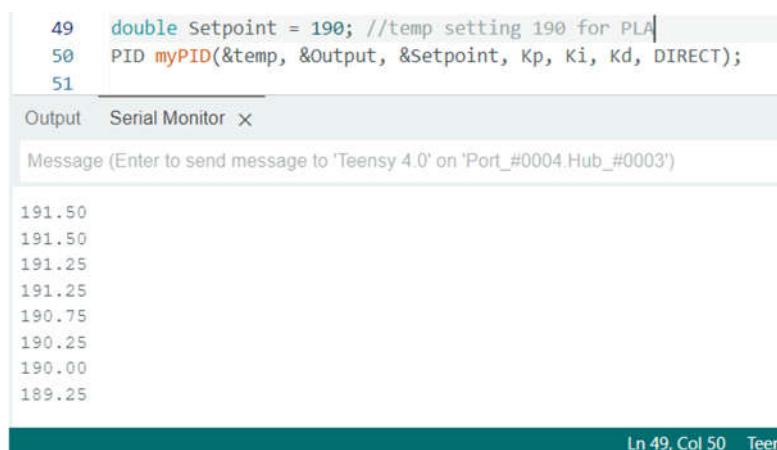 49 double Setpoint = 190; //temp setting 190 for PLA
50 PID myPID(&temp, &Output, &Setpoint, Kp, Ki, Kd, DIRECT);
51
Output Serial Monitor ×
Message (Enter to send message to 'Teensy 4.0' on 'Port_#0004.Hub_#0003')
191.50
191.50
191.25
191.25
190.75
190.25
190.00
189.25
Ln 49, Col 50 Teen